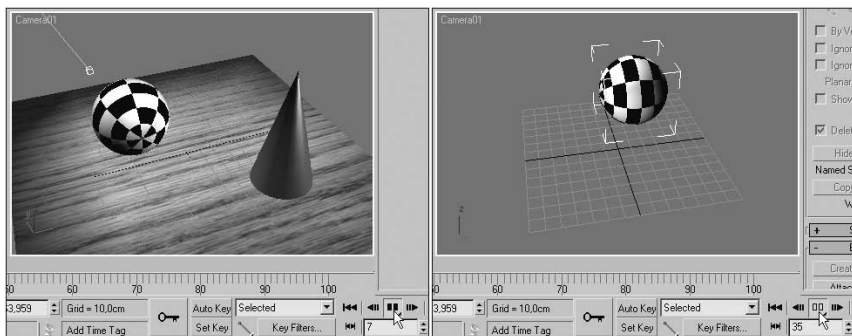 Camera01
60 70 80 90 100
3,959 Grid = 10,0cm Auto Key Selected
Add Time Tag Set Key Key Filters... 7
Camera01
z
By Ve
Ignor
Ignor
Planar
Show
Delet
Hide
Named S
Copy
W
+ S
-
Creat
Attac
50 60 70 80 90 100
3,959 Grid = 10,0cm Auto Key Selected
Add Time Tag Set Key Key Filters... 35